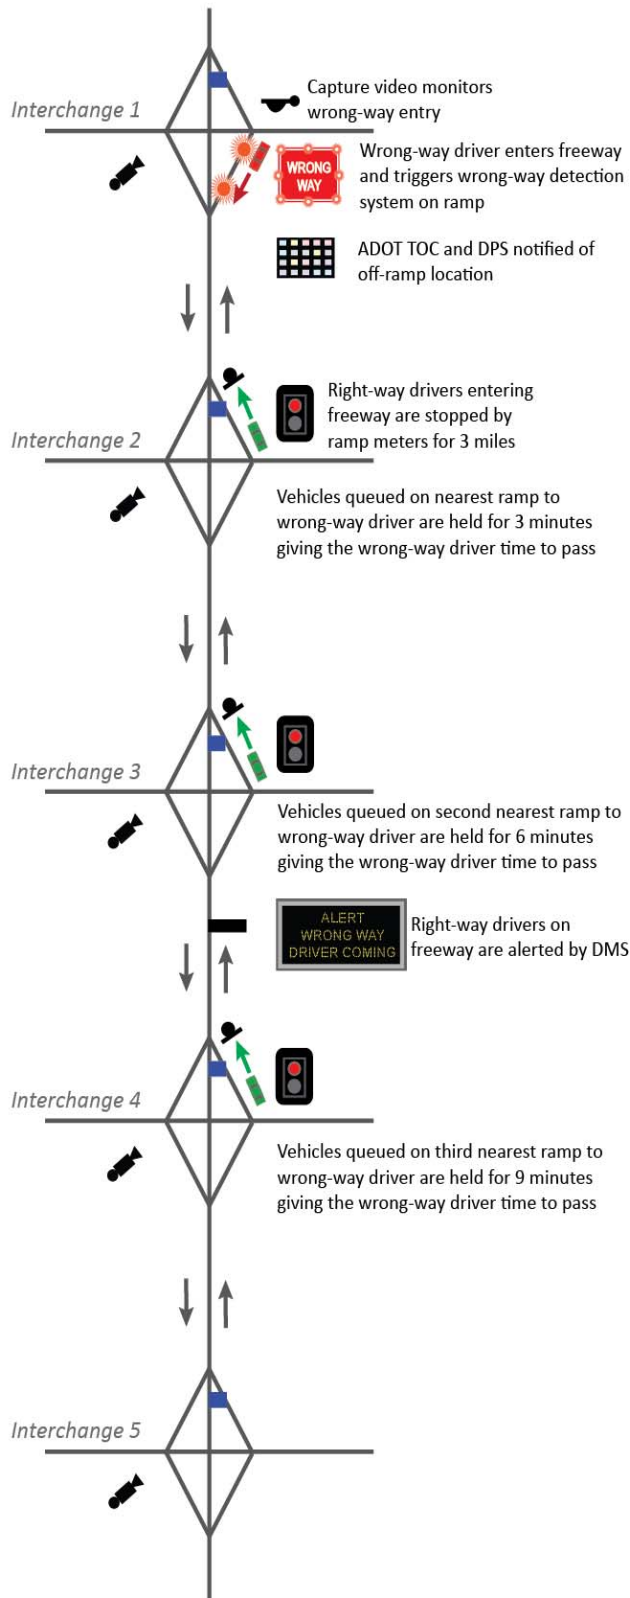 Interchange 1
Capture video monitors
wrong-way entry
WRONG
WAY
Wrong-way driver enters freeway
and triggers wrong-way detection
system on ramp
ADOT TOC and DPS notified of
off-ramp location
Interchange 2
Right-way drivers entering
freeway are stopped by
ramp meters for 3 miles
Vehicles queued on nearest ramp to
wrong-way driver are held for 3 minutes
giving the wrong-way driver time to pass
Interchange 3
Vehicles queued on second nearest ramp to
wrong-way driver are held for 6 minutes
giving the wrong-way driver time to pass
ALERT
WRONG WAY
DRIVER COMING
Right-way drivers on
freeway are alerted by DMS
Interchange 4
Vehicles queued on third nearest ramp to
wrong-way driver are held for 9 minutes
giving the wrong-way driver time to pass
Interchange 5